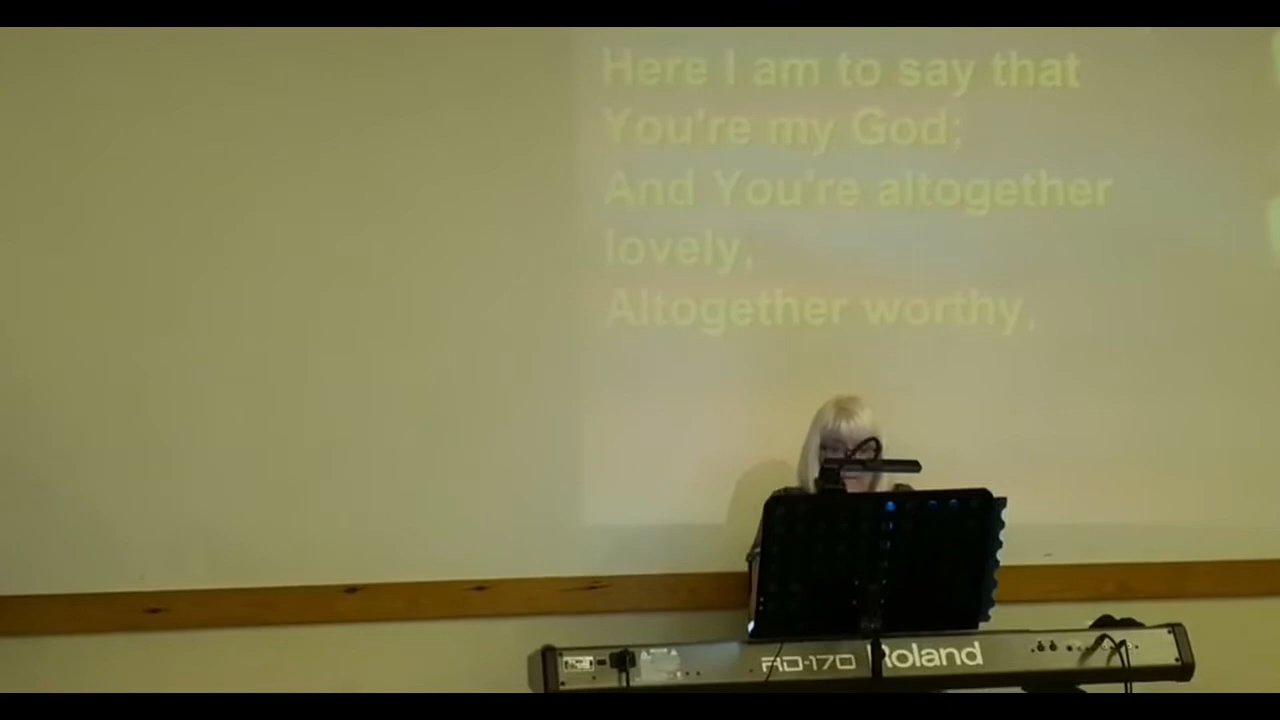 Here I am to say that
You're my God;
And You're altogether
lovely,
Altogether worthy,
RD-170 Roland